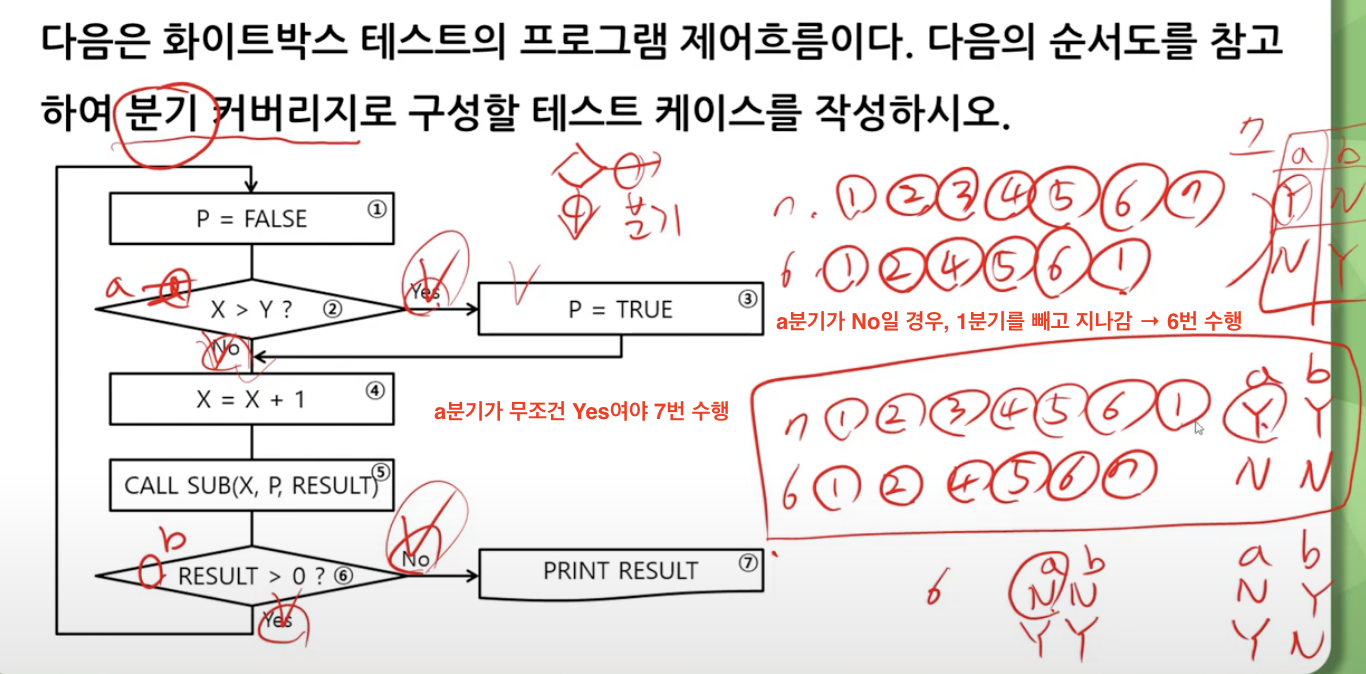 다음은 화이트박스 테스트의 프로그램 제어흐름이다. 다음의 순서도를 참고
하여 분기 커버리지로 구성할 테스트 케이스를 작성하시오.
P = FALSE ①
a X > Y ? ②
Yes
P = TRUE ③
No
X = X + 1 ④
CALL SUB(X, P, RESULT) ⑤
b
RESULT > 0 ? ⑥
No
PRINT RESULT ⑦
Yes
분기
7. ① ② ③ ④ ⑤ ⑥ ⑦
6. ① ② ④ ⑤ ⑥ ①
7
a b
Y N
N Y
a분기가 No일 경우, 1분기를 빼고 지나감 → 6번 수행
a분기가 무조건 Yes여야 7번 수행
a b
7 ① ② ③ ④ ⑤ ⑥ ① Y Y
6 ① ② ④ ⑤ ⑥ ⑦ N N
6
a b
N N
Y Y
a b
N Y
Y N